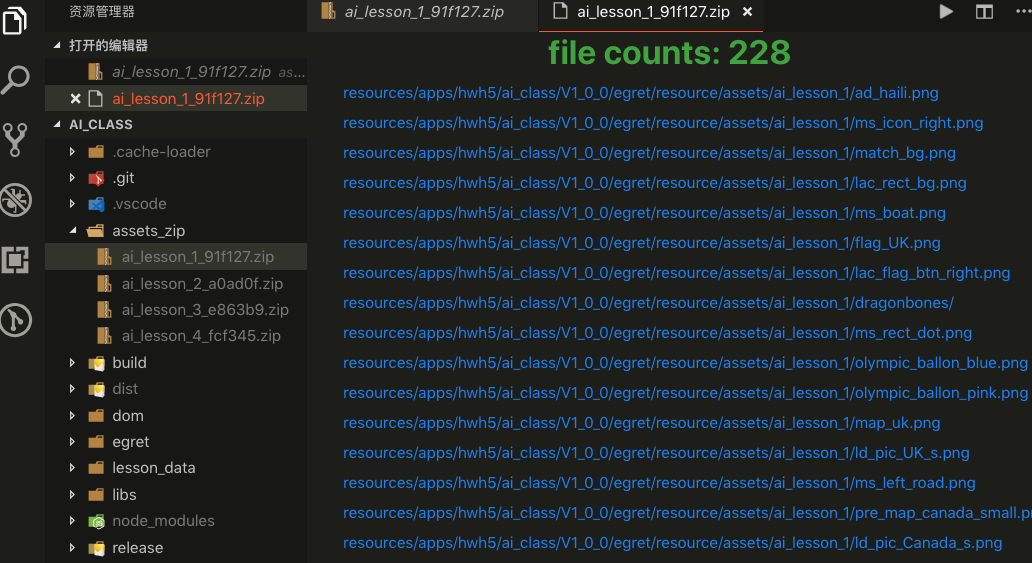 资源管理器
打开的编辑器
ai_lesson_1_91f127.zip as...
ai_lesson_1_91f127.zip
AI_CLASS
.cache-loader
.git
.vscode
assets_zip
ai_lesson_1_91f127.zip
ai_lesson_2_a0ad0f.zip
ai_lesson_3_e863b9.zip
ai_lesson_4_fcf345.zip
build
dist
dom
egret
lesson_data
libs
node_modules
release
ai_lesson_1_91f127.zip
ai_lesson_1_91f127.zip
file counts: 228
resources/apps/hwh5/ai_class/V1_0_0/egret/resource/assets/ai_lesson_1/ad_haili.png
resources/apps/hwh5/ai_class/V1_0_0/egret/resource/assets/ai_lesson_1/ms_icon_right.png
resources/apps/hwh5/ai_class/V1_0_0/egret/resource/assets/ai_lesson_1/match_bg.png
resources/apps/hwh5/ai_class/V1_0_0/egret/resource/assets/ai_lesson_1/lac_rect_bg.png
resources/apps/hwh5/ai_class/V1_0_0/egret/resource/assets/ai_lesson_1/ms_boat.png
resources/apps/hwh5/ai_class/V1_0_0/egret/resource/assets/ai_lesson_1/flag_UK.png
resources/apps/hwh5/ai_class/V1_0_0/egret/resource/assets/ai_lesson_1/lac_flag_btn_right.png
resources/apps/hwh5/ai_class/V1_0_0/egret/resource/assets/ai_lesson_1/dragonbones/
resources/apps/hwh5/ai_class/V1_0_0/egret/resource/assets/ai_lesson_1/ms_rect_dot.png
resources/apps/hwh5/ai_class/V1_0_0/egret/resource/assets/ai_lesson_1/olympic_ballon_blue.png
resources/apps/hwh5/ai_class/V1_0_0/egret/resource/assets/ai_lesson_1/olympic_ballon_pink.png
resources/apps/hwh5/ai_class/V1_0_0/egret/resource/assets/ai_lesson_1/map_uk.png
resources/apps/hwh5/ai_class/V1_0_0/egret/resource/assets/ai_lesson_1/ld_pic_UK_s.png
resources/apps/hwh5/ai_class/V1_0_0/egret/resource/assets/ai_lesson_1/ms_left_road.png
resources/apps/hwh5/ai_class/V1_0_0/egret/resource/assets/ai_lesson_1/pre_map_canada_small.p
resources/apps/hwh5/ai_class/V1_0_0/egret/resource/assets/ai_lesson_1/ld_pic_Canada_s.png